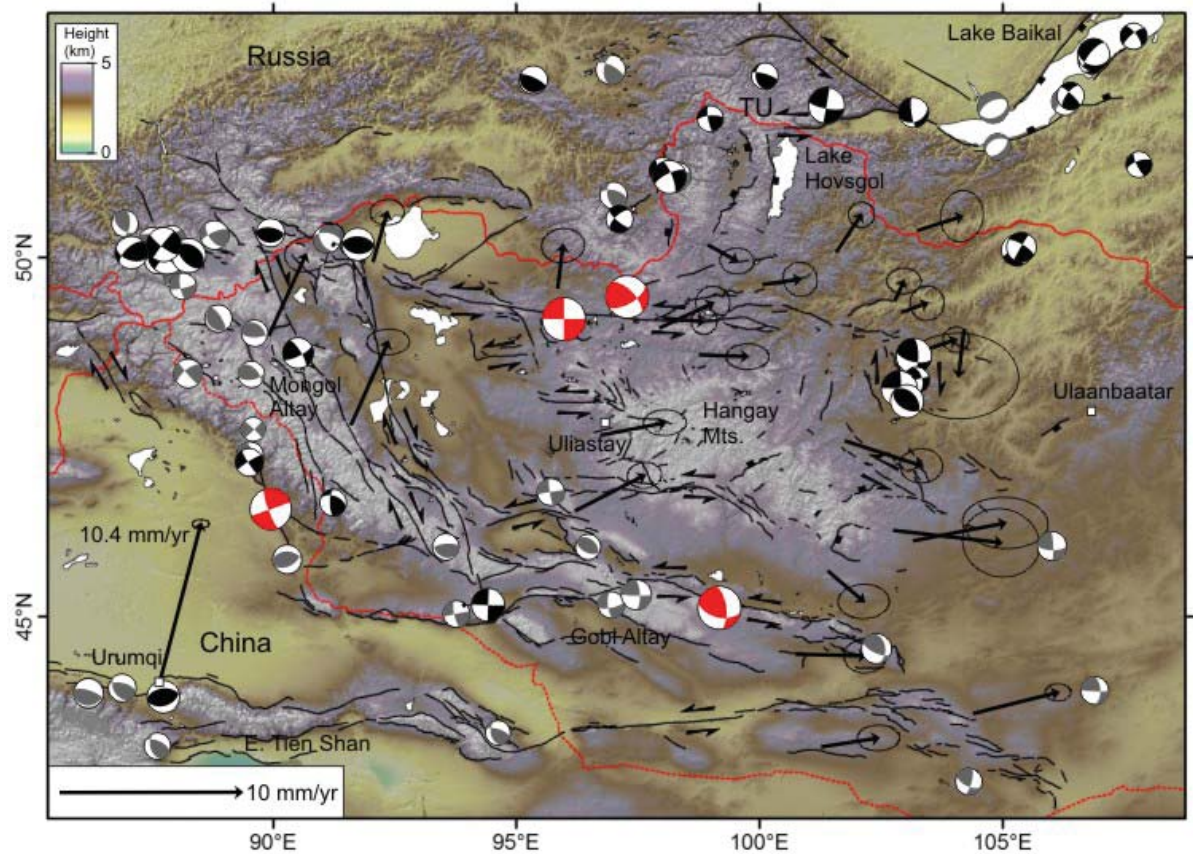 Height
(km)
5
0
Russia
Lake Baikal
TU
Lake
Hovsgol
50°N
Mongol
Altay
Ulaanbaatar
Hangay
Mts.
Uliastay
10.4 mm/yr
45°N
China
Gobi Altay
Urumqi
E. Tien Shan
10 mm/yr
90°E
95°E
100°E
105°E